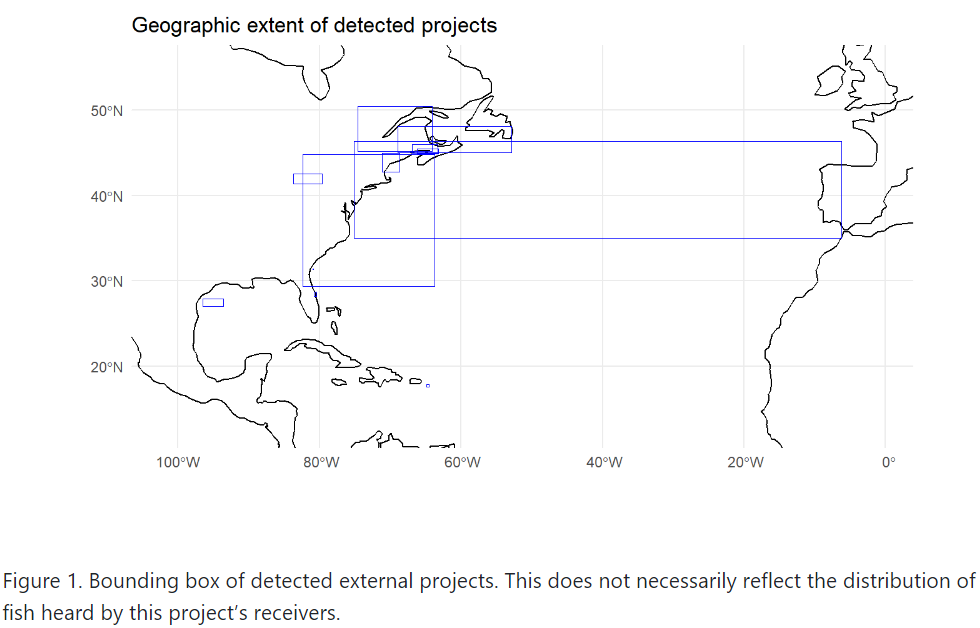 Geographic extent of detected projects
50°N
40°N
30°N
20°N
100°W 80°W 60°W 40°W 20°W 0°
Figure 1. Bounding box of detected external projects. This does not necessarily reflect the distribution of
fish heard by this project’s receivers.